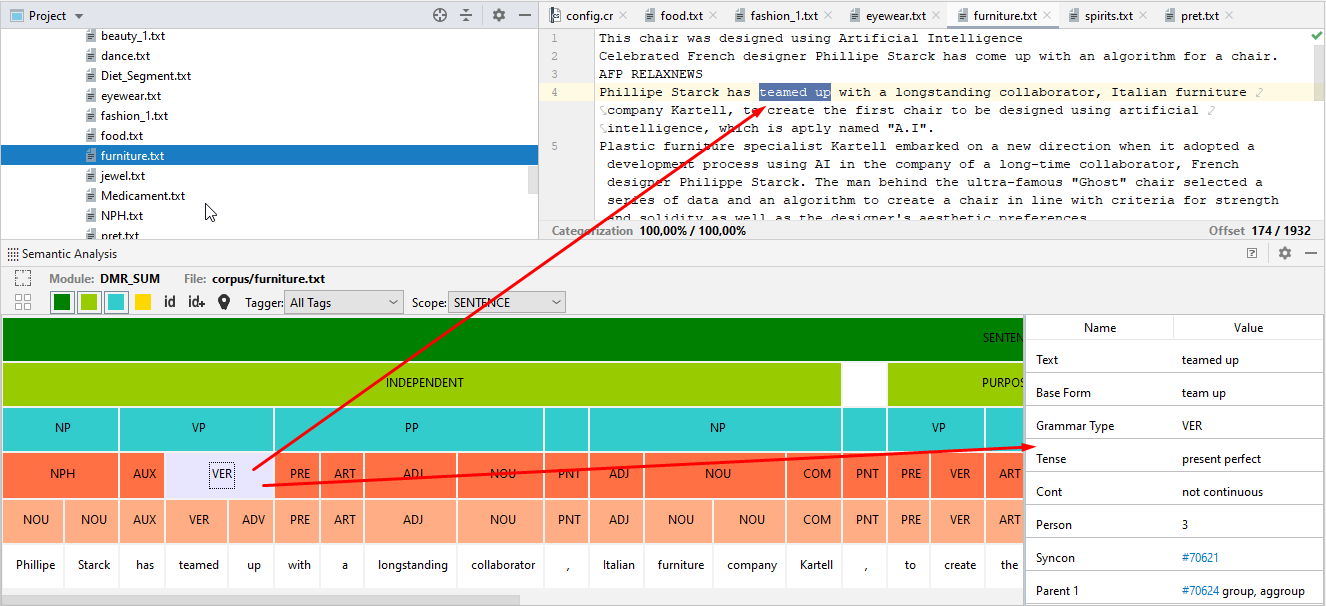 Project
beauty_1.txt
dance.txt
Diet_Segment.txt
eyewear.txt
fashion_1.txt
food.txt
furniture.txt
jewel.txt
Medicament.txt
NPH.txt
pret.txt
config.cr food.txt fashion_1.txt eyewear.txt furniture.txt spirits.txt pret.txt
1 This chair was designed using Artificial Intelligence
2 Celebrated French designer Phillipe Starck has come up with an algorithm for a chair.
3 AFP RELAXNEWS
4 Phillipe Starck has teamed up with a longstanding collaborator, Italian furniture
company Kartell, to create the first chair to be designed using artificial
intelligence, which is aptly named "A.I".
5 Plastic furniture specialist Kartell embarked on a new direction when it adopted a
development process using AI in the company of a long-time collaborator, French
designer Philippe Starck. The man behind the ultra-famous "Ghost" chair selected a
series of data and an algorithm to create a chair in line with criteria for strength
and solidity as well as the designer's aesthetic preferences
Categorization 100,00% / 100,00% Offset 174 / 1932
Semantic Analysis
Module: DMR_SUM File: corpus/furniture.txt
id id+ Tagger: All Tags Scope: SENTENCE
SENTEN
INDEPENDENT PURPOS
NP VP PP NP VP
NPH AUX VER PRE ART ADJ NOU PNT ADJ NOU COM PNT PRE VER ART
NOU NOU AUX VER ADV PRE ART ADJ NOU PNT ADJ NOU NOU COM PNT PRE VER ART
Phillipe Starck has teamed up with a longstanding collaborator , Italian furniture company Kartell , to create the
Name Value
Text teamed up
Base Form team up
Grammar Type VER
Tense present perfect
Cont not continuous
Person 3
Syncon #70621
Parent 1 #70624 group, aggroup